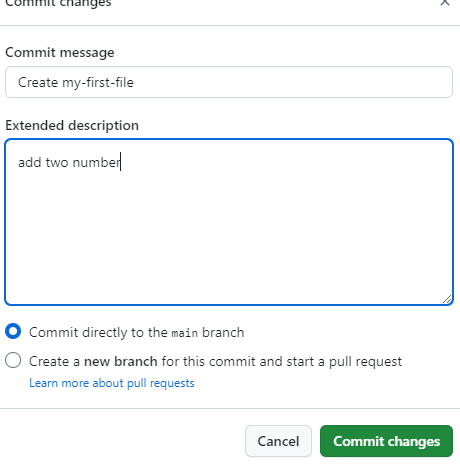 Commit changes
Commit message
Create my-first-file
Extended description
add two number
Commit directly to the main branch
Create a new branch for this commit and start a pull request
Learn more about pull requests
Cancel
Commit changes